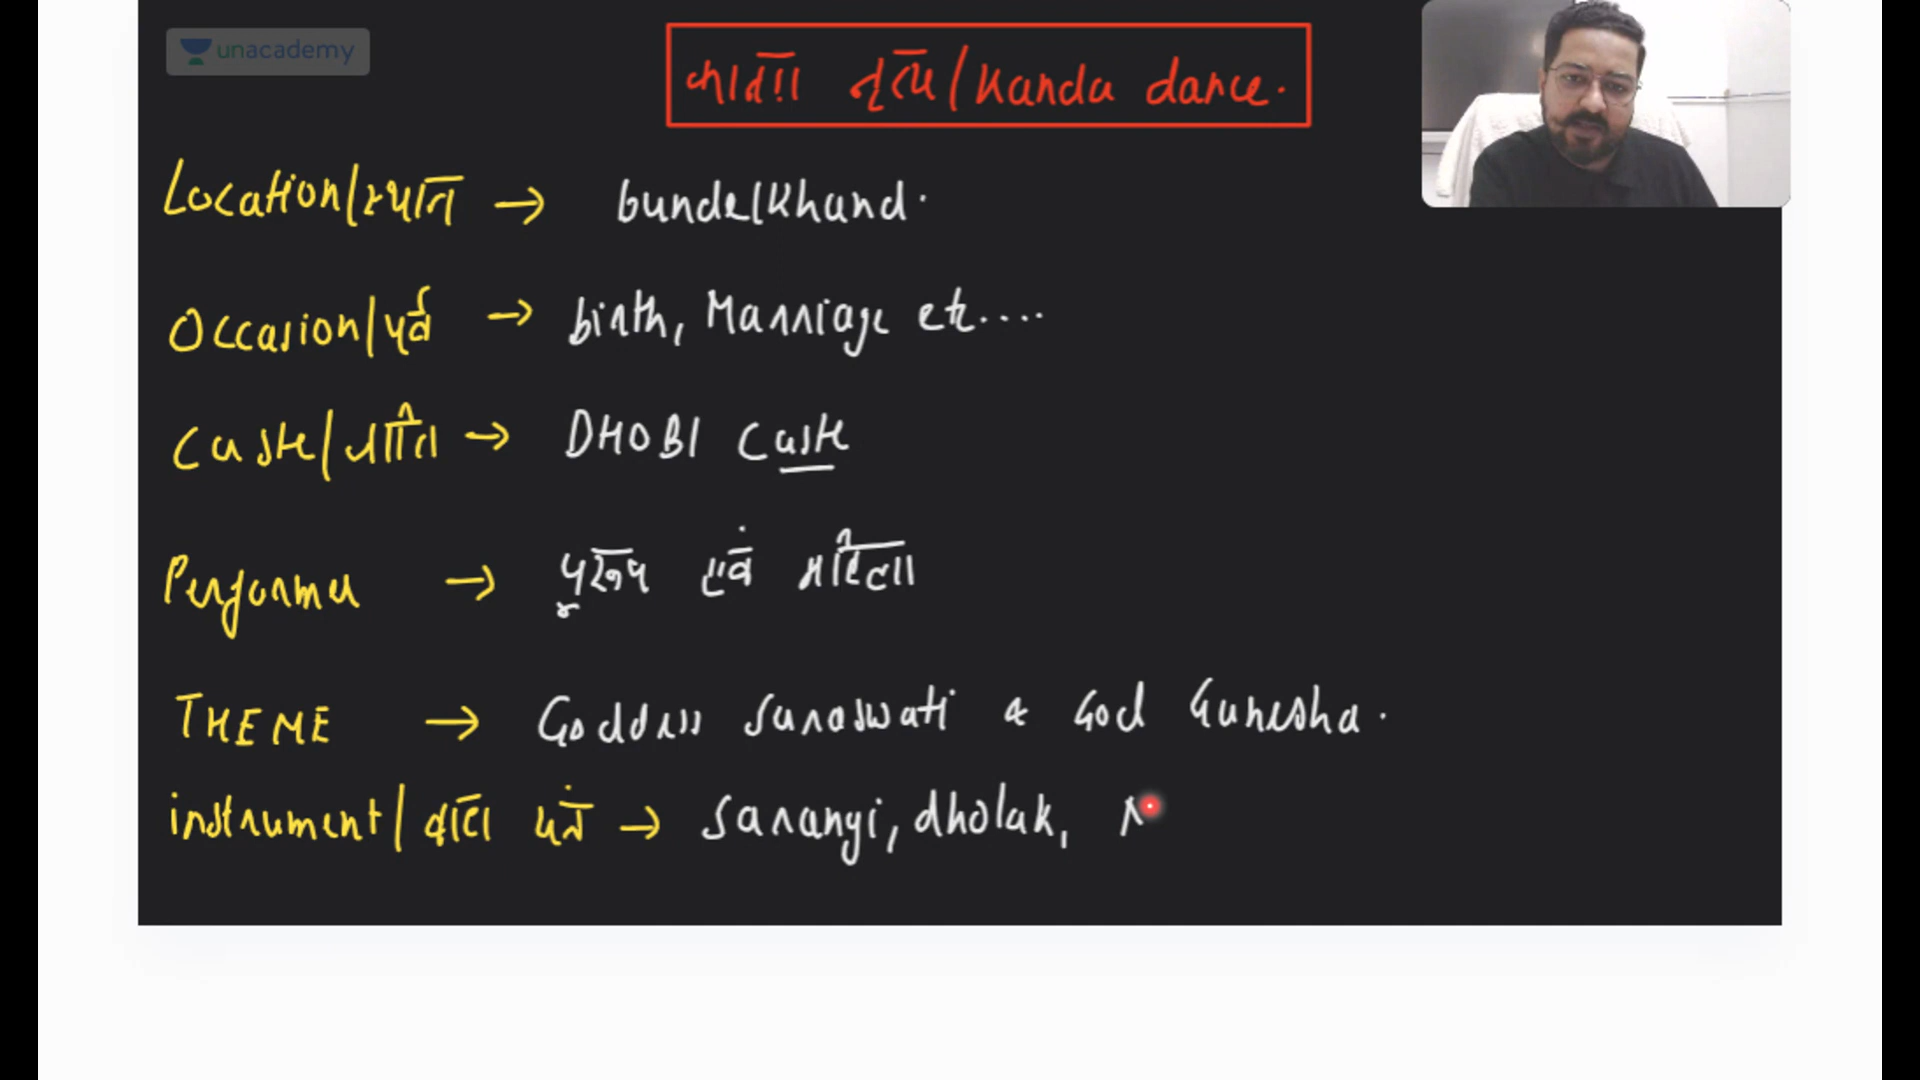 unacademy
कानड़ा नृत्य/Kanda dance.
Location/स्थान → bundelkhand.
Occasion/पर्व → birth, Marriage etc....
Caste/जाति → DHOBI Caste
Performer → पुरुष एवं महिला
THEME → Goddess Saraswati & God Ganesha.
instrument/वाद्य यंत्र → Sarangi, dholak,